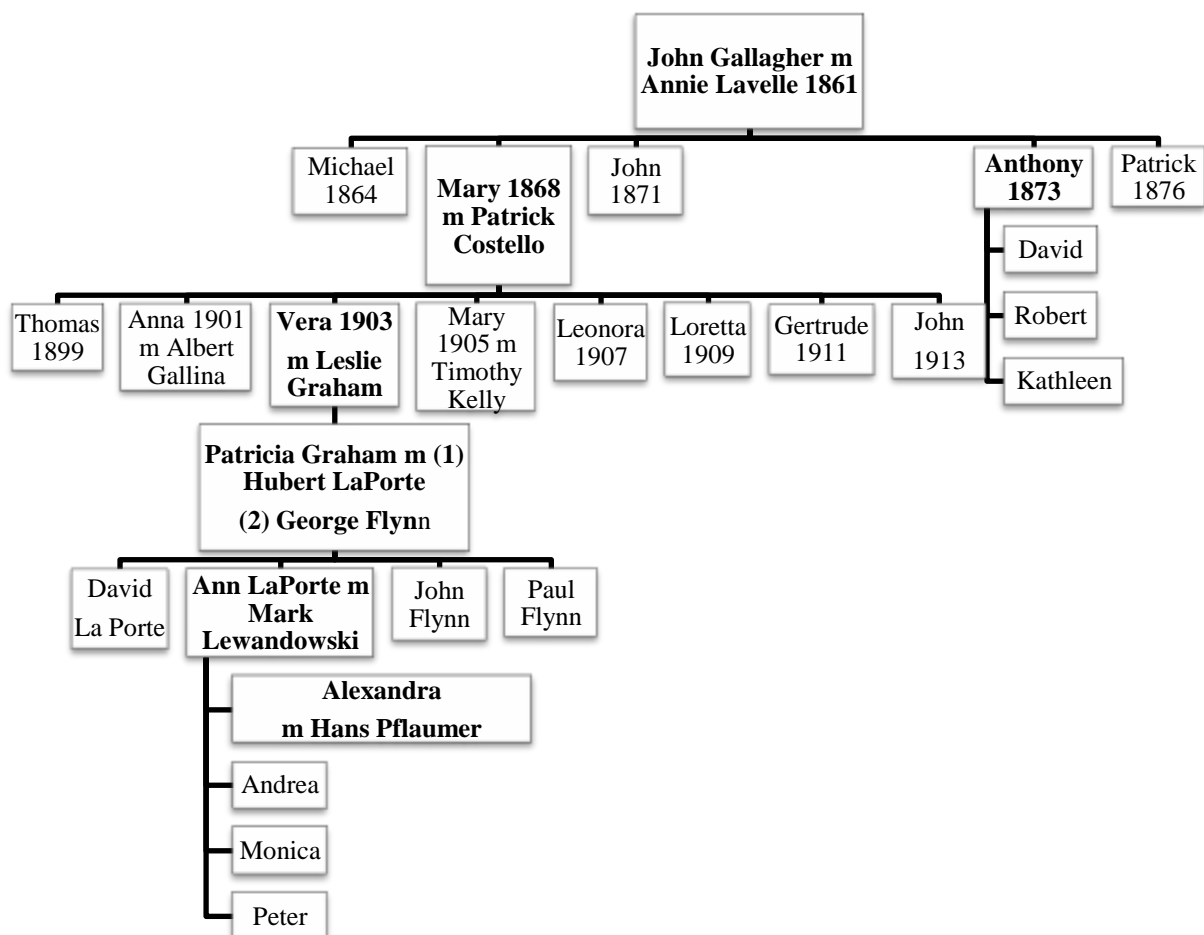 John Gallagher m
Annie Lavelle 1861
Michael
1864
Mary 1868
m Patrick
Costello
John
1871
Anthony
1873
Patrick
1876
David
Robert
Kathleen
Thomas
1899
Anna 1901
m Albert
Gallina
Vera 1903
m Leslie
Graham
Mary
1905 m
Timothy
Kelly
Leonora
1907
Loretta
1909
Gertrude
1911
John
1913
Patricia Graham m (1)
Hubert LaPorte
(2) George Flynn
David
La Porte
Ann LaPorte m
Mark
Lewandowski
John
Flynn
Paul
Flynn
Alexandra
m Hans Pflaumer
Andrea
Monica
Peter